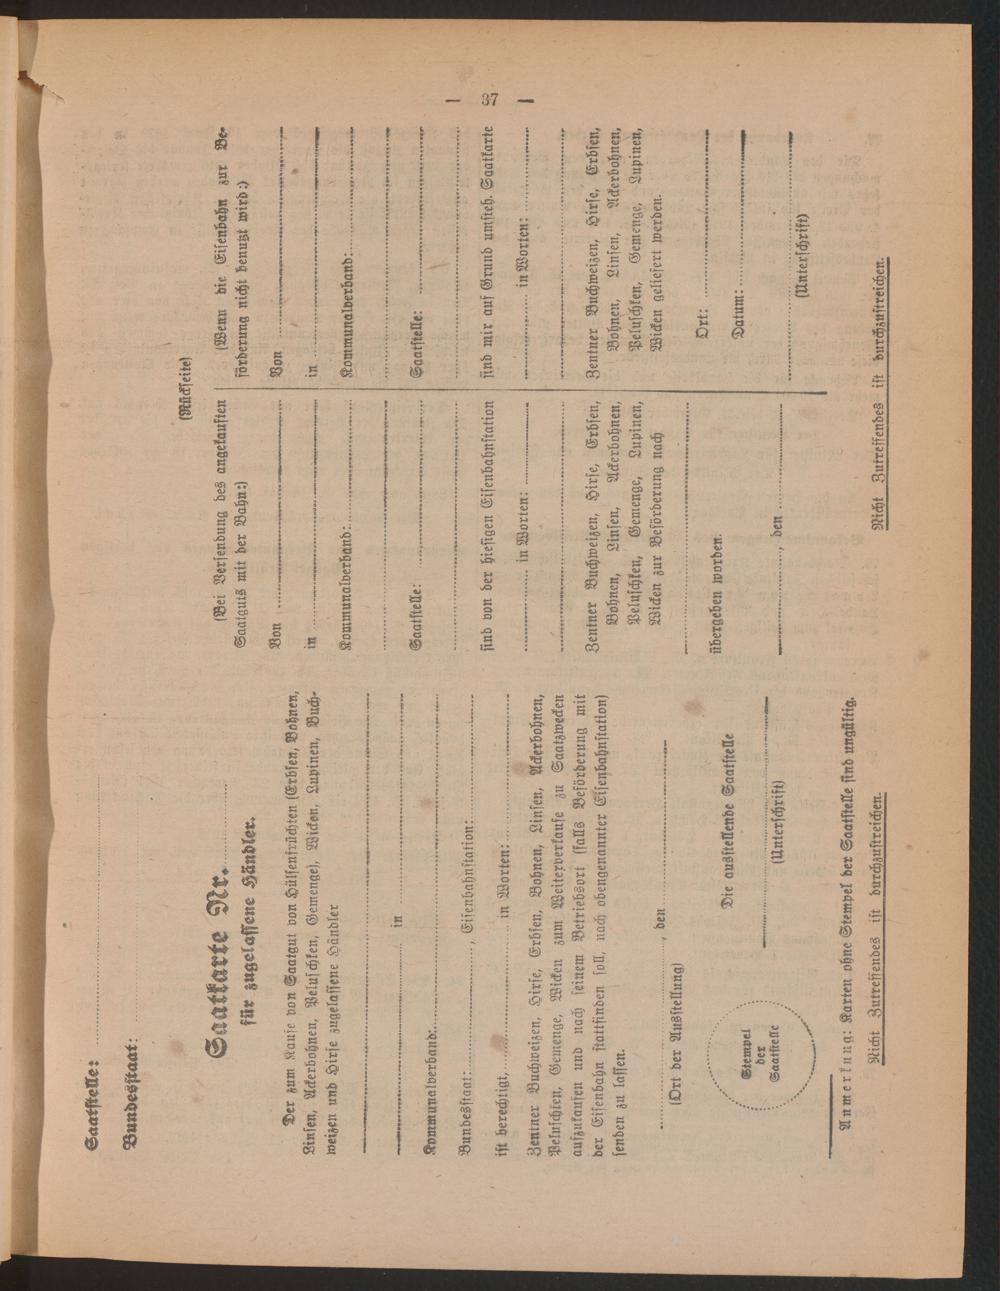 — 37 —
Saatstelle: ........
Bundesstaat: ........
Saatkarte Nr. ........
für zugelassene Händler.
Der zum Kaufe von Saatgut von Hülsenfrüchten (Erbsen, Bohnen,
Linsen, Ackerbohnen, Peluschken, Gemenge), Wicken, Lupinen, Buch-
weizen und Hirse zugelassene Händler
........
........ in ........
Kommunalverband: ........
Bundesstaat: ........, Eisenbahnstation: ........
ist berechtigt, ........ in Worten: ........
Zentner Buchweizen, Hirse, Erbsen, Bohnen, Linsen, Ackerbohnen,
Peluschken, Gemenge, Wicken zum Weiterverkaufe zu Saatzwecken
aufzukaufen und nach seinem Betriebsort (falls Beförderung mit
der Eisenbahn stattfinden soll, nach obengenannter Eisenbahnstation)
senden zu lassen.
........, den ........
(Ort der Ausstellung)
Die ausstellende Saatstelle
Stempel
der
Saatstelle
........
(Unterschrift)
Anmerkung: Karten ohne Stempel der Saatstelle sind ungültig.
Nicht Zutreffendes ist durchzustreichen.
(Rückseite)
(Bei Versendung des angekauften
Saatguts mit der Bahn:)
Von ........
in ........
Kommunalverband: ........
........
Saatstelle: ........
........
sind von der hiesigen Eisenbahnstation
........ in Worten: ........
........
Zentner Buchweizen, Hirse, Erbsen,
Bohnen, Linsen, Ackerbohnen,
Peluschken, Gemenge, Lupinen,
Wicken zur Beförderung nach
........
übergeben worden.
........, den ........
(Wenn die Eisenbahn zur Be-
förderung nicht benutzt wird:)
Von ........
in ........
Kommunalverband: ........
........
Saatstelle: ........
........
sind mir auf Grund umsteh. Saatkarte
........ in Worten: ........
........
Zentner Buchweizen, Hirse, Erbsen,
Bohnen, Linsen, Ackerbohnen,
Peluschken, Gemenge, Lupinen,
Wicken geliefert werden.
Ort: ........
Datum: ........
........
(Unterschrift)
Nicht Zutreffendes ist durchzustreichen.